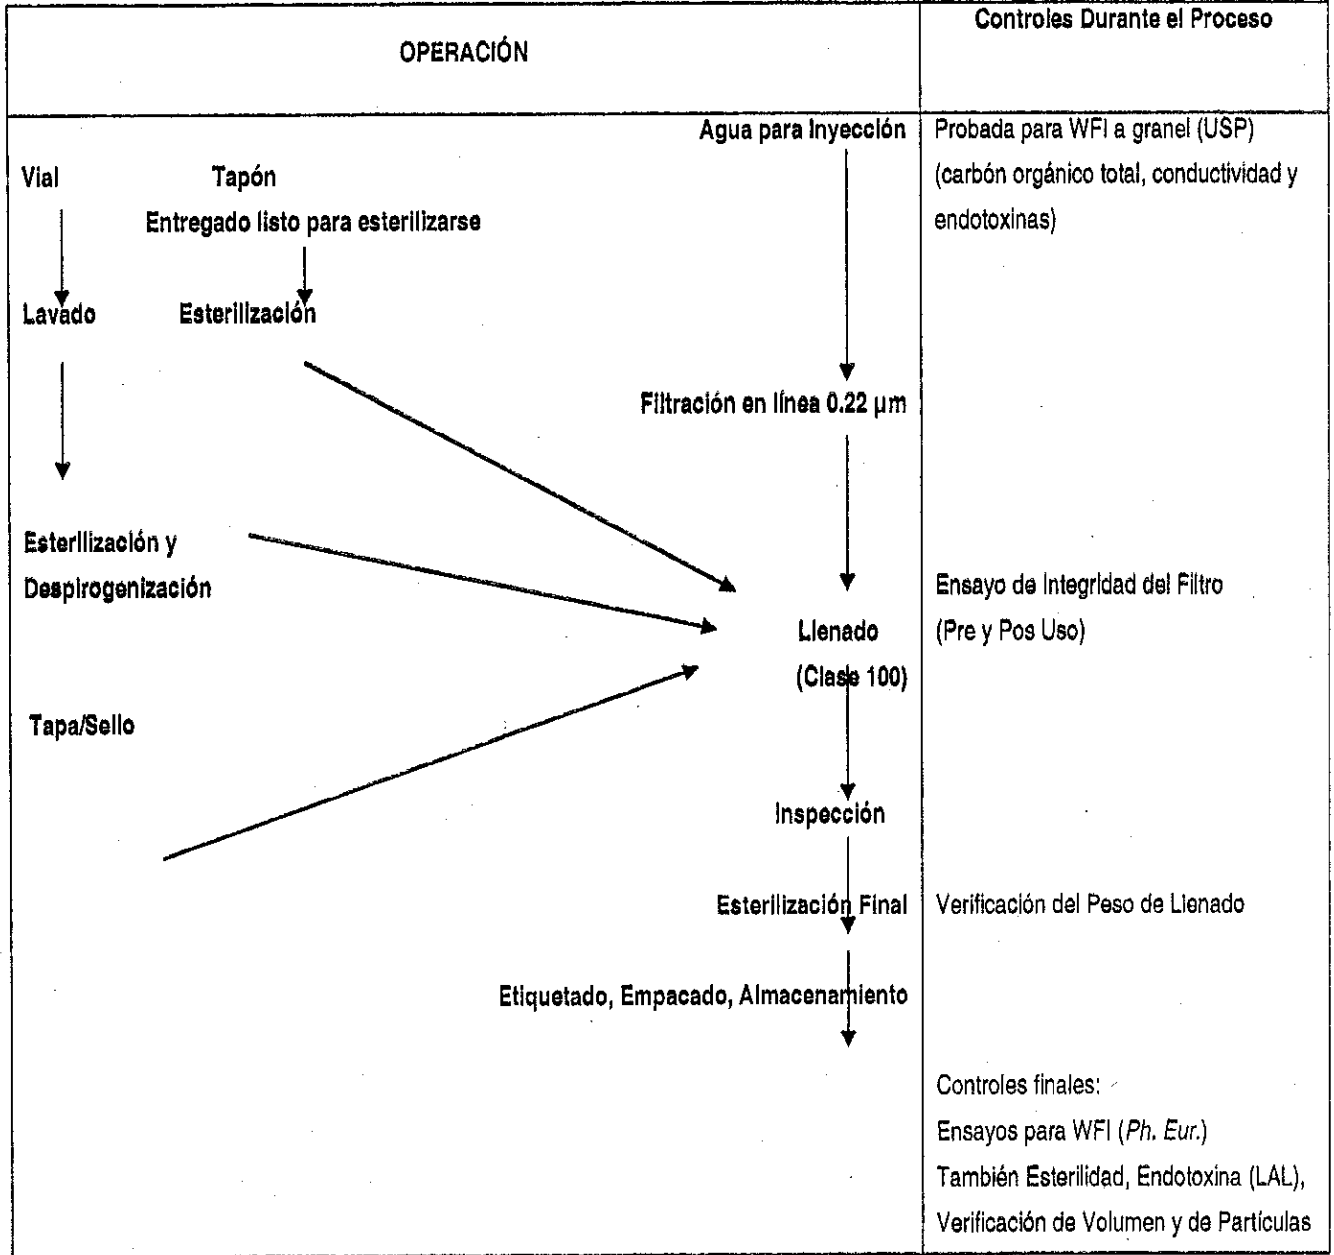 OPERACIÓN
Controles Durante el Proceso
Agua para Inyección
Probada para WFI a granel (USP)
(carbón orgánico total, conductividad y
endotoxinas)
Vial
Tapón
Entregado listo para esterilizarse
Lavado
Esterilización
Filtración en línea 0.22 µm
Esterilización y
Despirogenización
Llenado
(Clase 100)
Ensayo de Integridad del Filtro
(Pre y Pos Uso)
Tapa/Sello
Inspección
Esterilización Final
Verificación del Peso de Llenado
Etiquetado, Empacado, Almacenamiento
Controles finales:
Ensayos para WFI (Ph. Eur.)
También Esterilidad, Endotoxina (LAL),
Verificación de Volumen y de Partículas